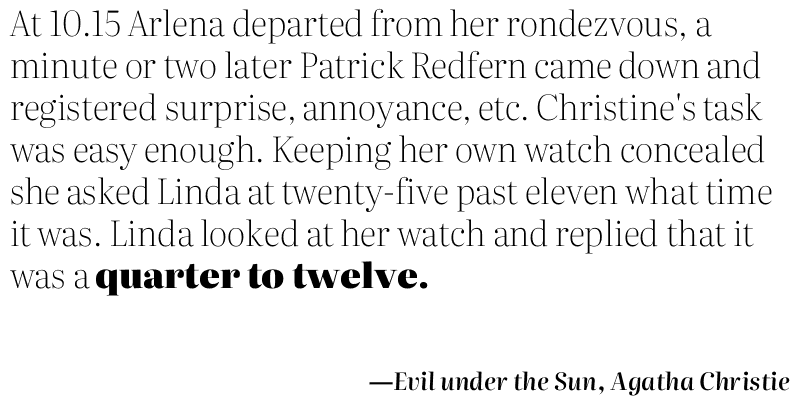 At 10.15 Arlena departed from her rondezvous, a
minute or two later Patrick Redfern came down and
registered surprise, annoyance, etc. Christine's task
was easy enough. Keeping her own watch concealed
she asked Linda at twenty-five past eleven what time
it was. Linda looked at her watch and replied that it
was a quarter to twelve.
—Evil under the Sun, Agatha Christie